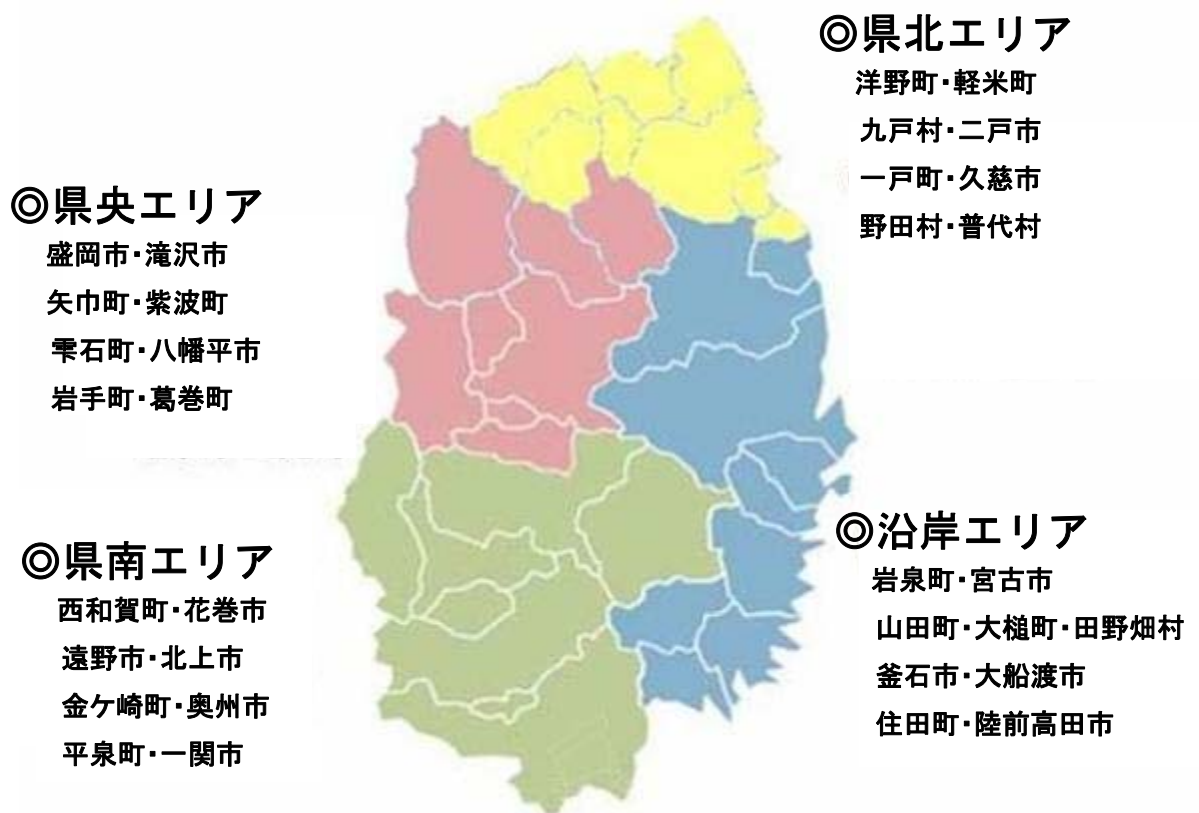 ◎県北エリア
洋野町・軽米町
九戸村・二戸市
一戸町・久慈市
野田村・普代村
◎県央エリア
盛岡市・滝沢市
矢巾町・紫波町
雫石町・八幡平市
岩手町・葛巻町
◎県南エリア
西和賀町・花巻市
遠野市・北上市
金ケ崎町・奥州市
平泉町・一関市
◎沿岸エリア
岩泉町・宮古市
山田町・大槌町・田野畑村
釜石市・大船渡市
住田町・陸前高田市